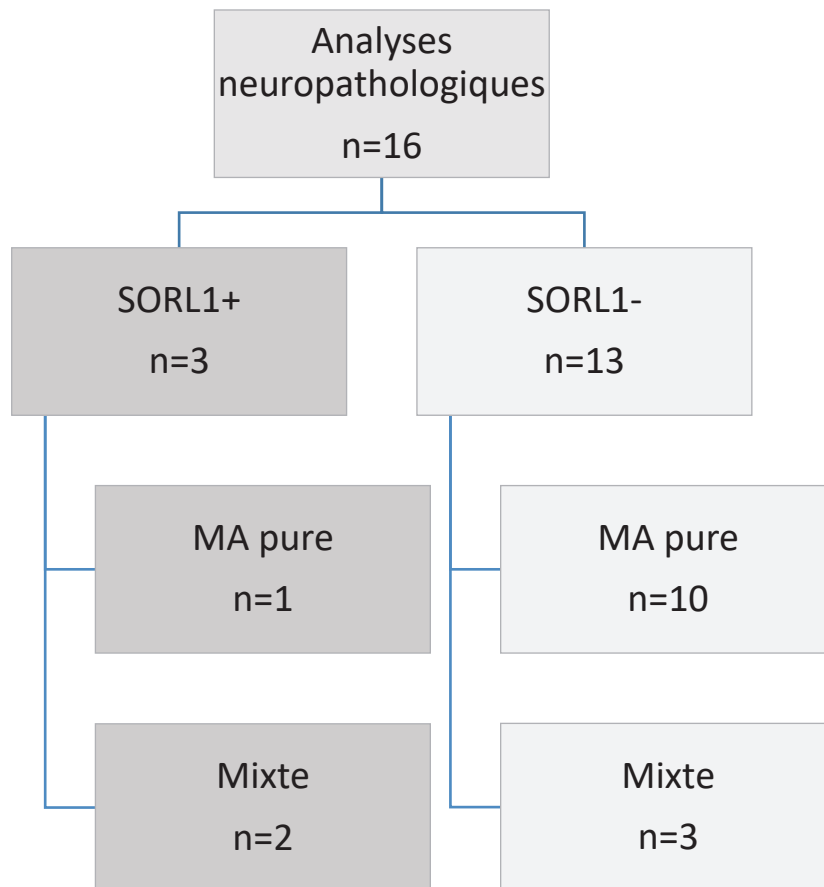 Analyses
neuropathologiques
n=16
SORL1+
n=3
SORL1-
n=13
MA pure
n=1
MA pure
n=10
Mixte
n=2
Mixte
n=3